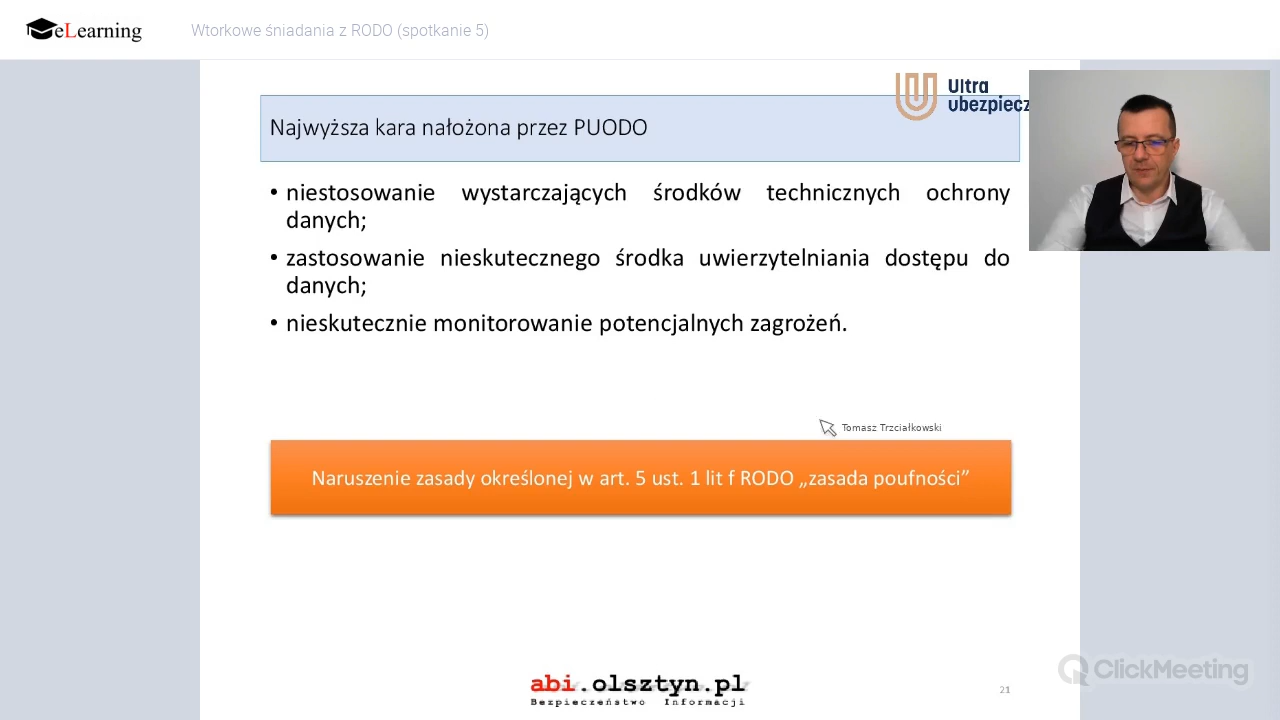 eLearning
Wtorkowe śniadania z RODO (spotkanie 5)
Ultra
ubezpiecz
Najwyższa kara nałożona przez PUODO
• niestosowanie wystarczających środków technicznych ochrony
danych;
• zastosowanie nieskutecznego środka uwierzytelniania dostępu do
danych;
• nieskutecznie monitorowanie potencjalnych zagrożeń.
Tomasz Trzciałkowski
Naruszenie zasady określonej w art. 5 ust. 1 lit f RODO „zasada poufności”
abi.olsztyn.pl
Bezpieczeństwo Informacji
21
ClickMeeting